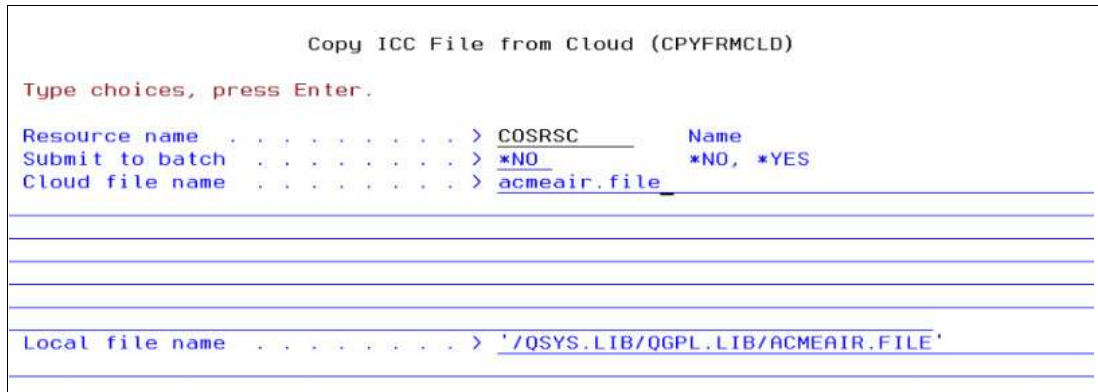 Copy ICC File from Cloud (CPYFRMCLD)
Type choices, press Enter.
Resource name . . . . . . . . . > COSRSC Name
Submit to batch . . . . . . . . > *NO *NO, *YES
Cloud file name . . . . . . . . > acmeair.file
Local file name . . . . . . . . > '/QSYS.LIB/QGPL.LIB/ACMEAIR.FILE'